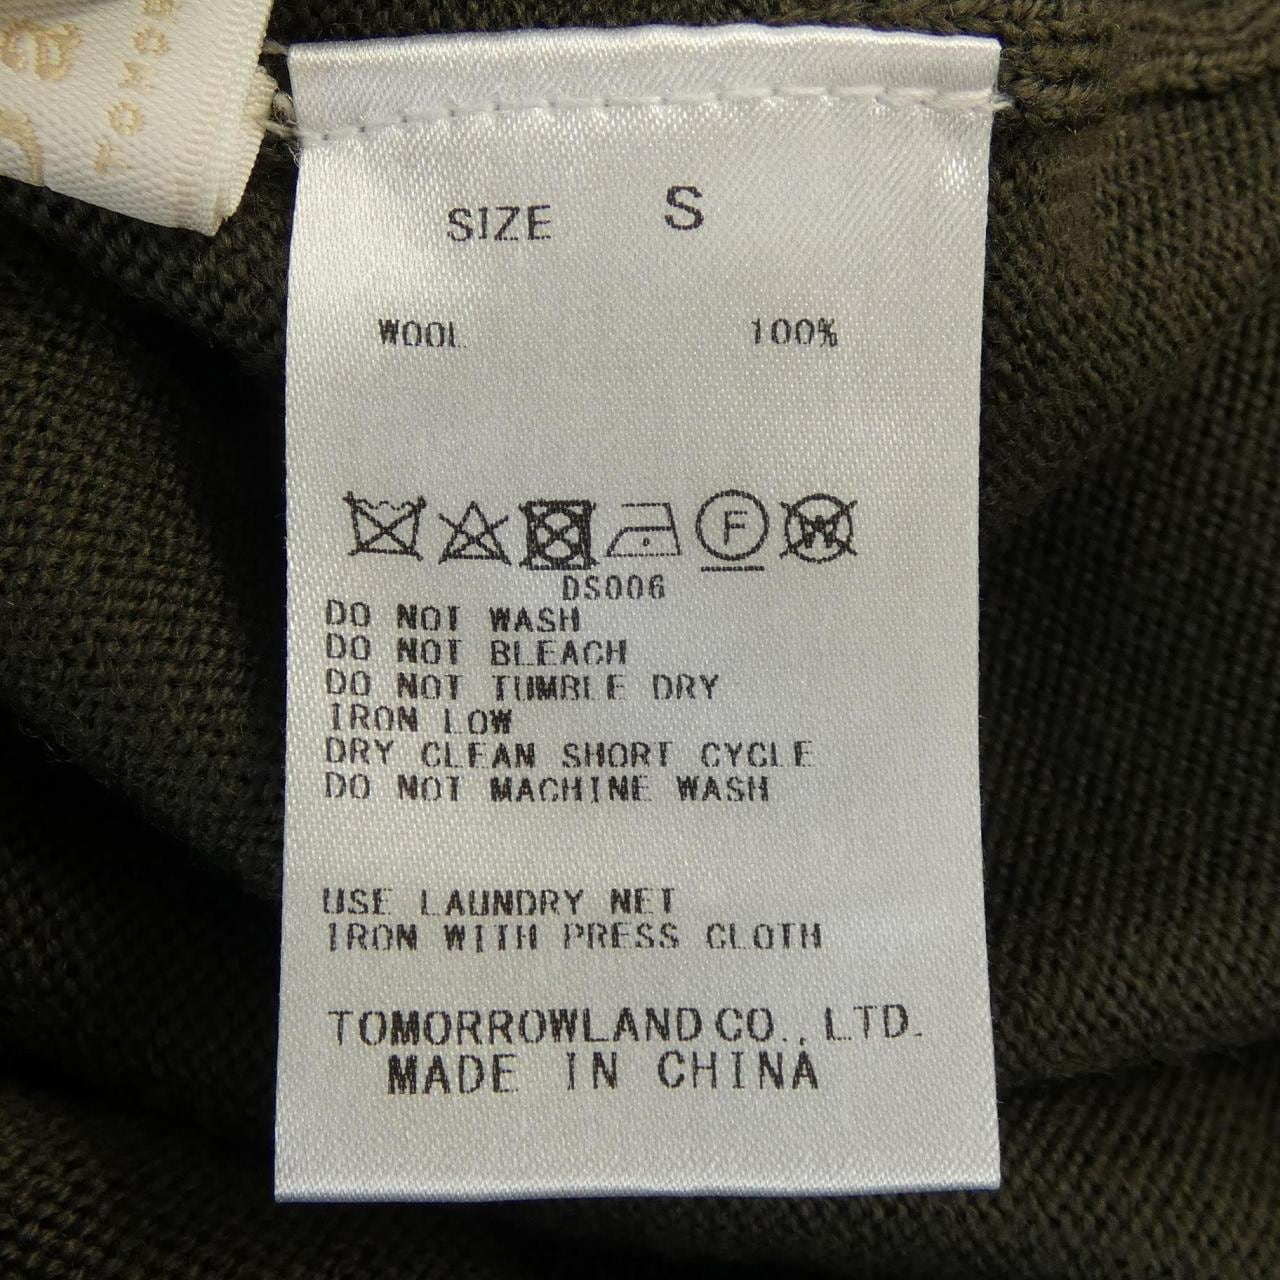 SIZE S
WOOL 100%
F W
DS006
DO NOT WASH
DO NOT BLEACH
DO NOT TUMBLE DRY
IRON LOW
DRY CLEAN SHORT CYCLE
DO NOT MACHINE WASH
USE LAUNDRY NET
IRON WITH PRESS CLOTH
TOMORROWLAND CO., LTD.
MADE IN CHINA